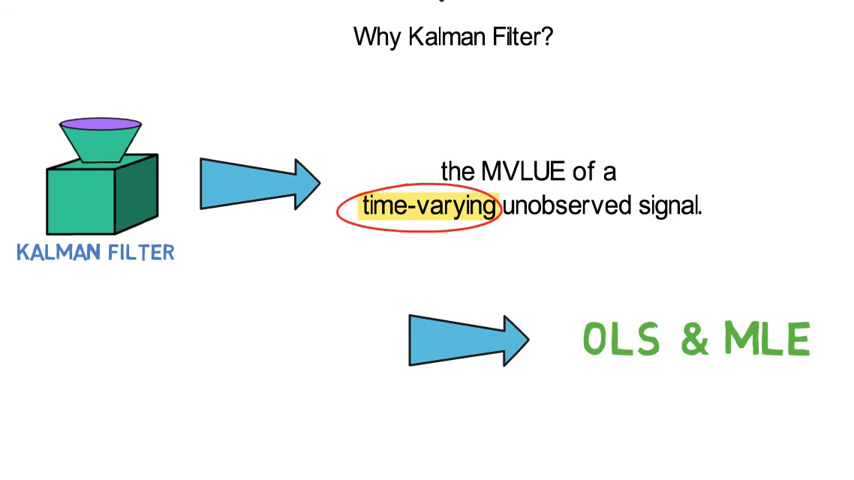 Why Kalman Filter?
the MVLUE of a
time-varying unobserved signal.
KALMAN FILTER
OLS & MLE